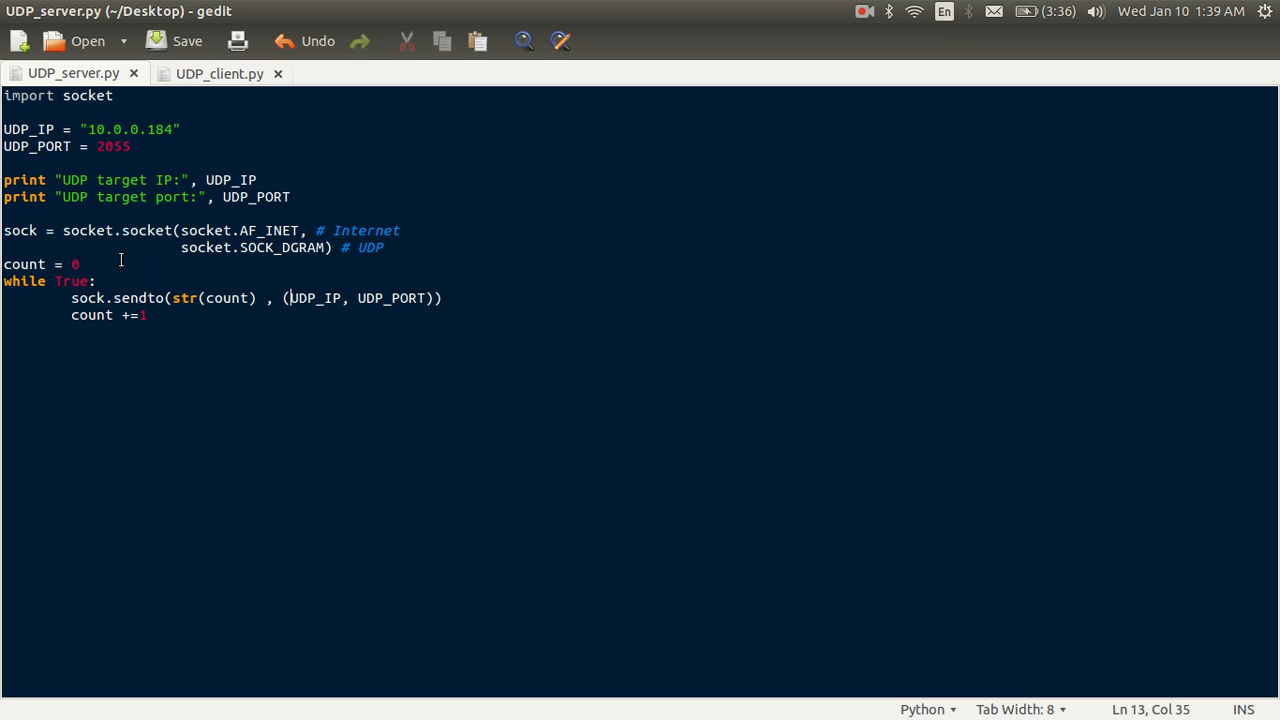 UDP_server.py (~/Desktop) - gedit En (3:36) Wed Jan 10 1:39 AM
Open Save Undo
UDP_server.py UDP_client.py
import socket
UDP_IP = "10.0.0.184"
UDP_PORT = 2055
print "UDP target IP:", UDP_IP
print "UDP target port:", UDP_PORT
sock = socket.socket(socket.AF_INET, # Internet
socket.SOCK_DGRAM) # UDP
count = 0
while True:
sock.sendto(str(count) , (UDP_IP, UDP_PORT))
count +=1
Python Tab Width: 8 Ln 13, Col 35 INS